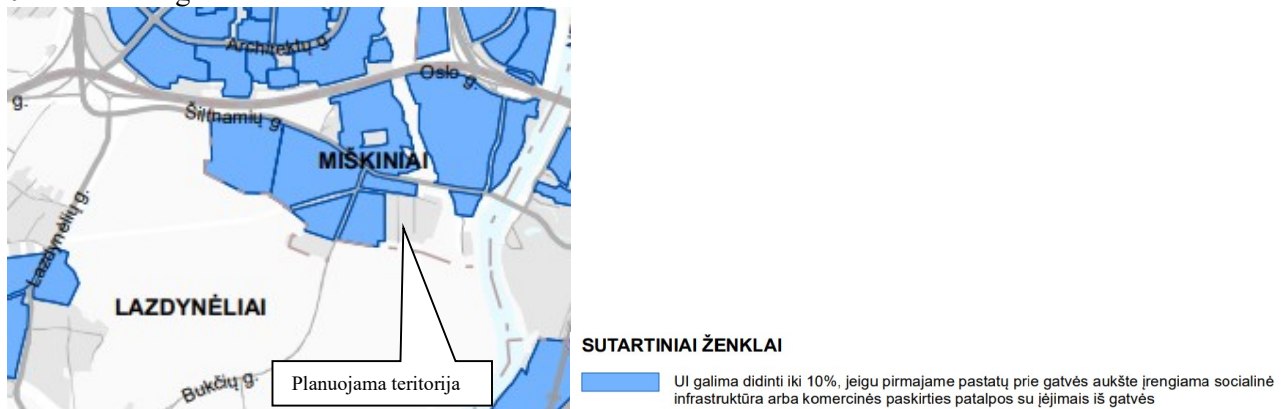 Architektų g.
Oslo g.
g.
Šiltnamių g.
MIŠKINIAI
Lazdynėlių g.
LAZDYNĖLIAI
Planuojama teritorija
Bukčių g.
SUTARTINIAI ŽENKLAI
UI galima didinti iki 10%, jeigu pirmajame pastatų prie gatvės aukšte įrengiama socialinė
infrastruktūra arba komercinės paskirties patalpos su įėjimais iš gatvės